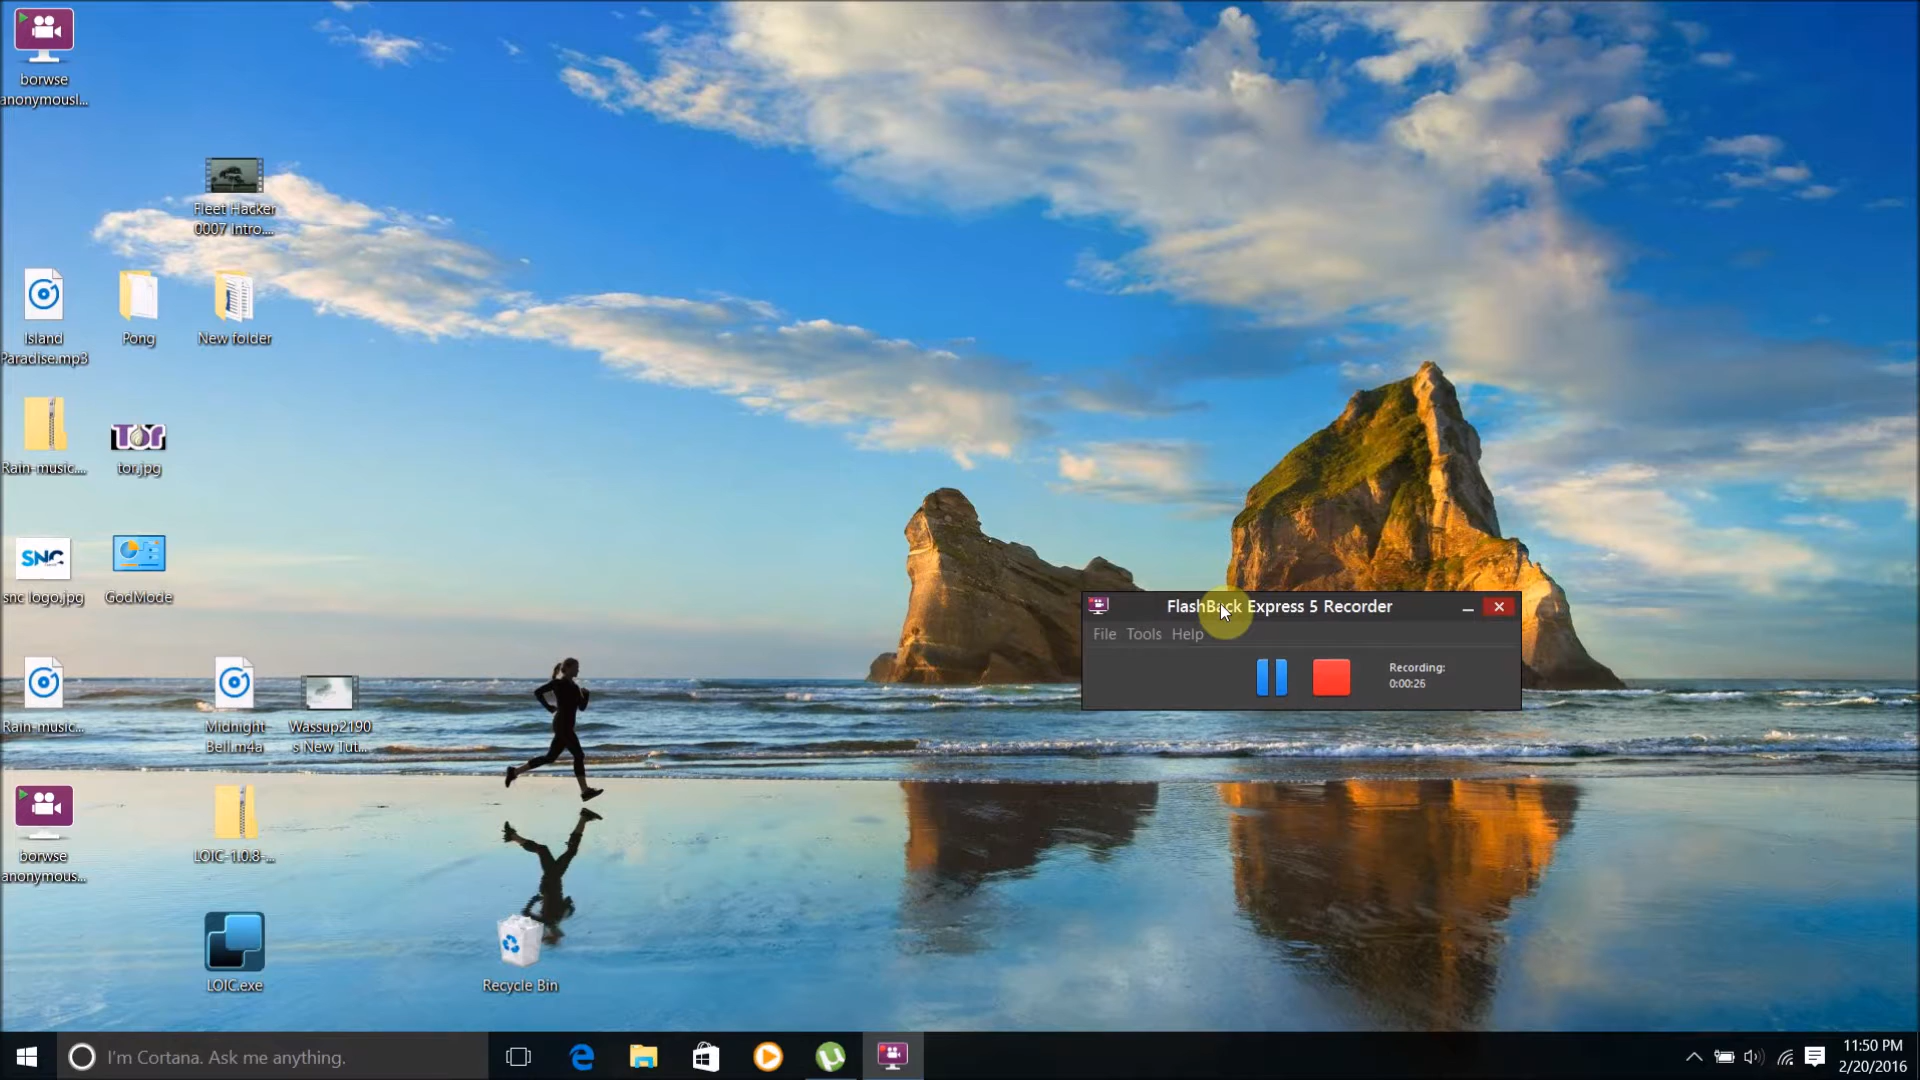 borwse
anonymousl...
Fleet Hacker
0007 Intro....
Island
Paradise.mp3
Pong
New folder
Rain-music....
Tor
tor.jpg
SNC
snc logo.jpg
GodMode
FlashBack Express 5 Recorder
File Tools Help
Recording:
0:00:26
Rain-music...
Midnight-
Bell.m4a
Wassup2190
s New Tut...
borwse
anonymous...
LOIC-1.0.8-...
LOIC.exe
Recycle Bin
I'm Cortana. Ask me anything.
11:50 PM
2/20/2016